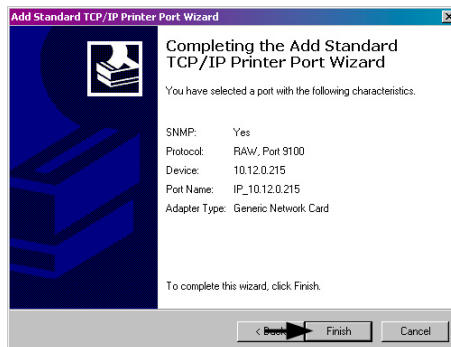 Add Standard TCP/IP Printer Port Wizard
Completing the Add Standard
TCP/IP Printer Port Wizard
You have selected a port with the following characteristics.
SNMP: Yes
Protocol: RAW, Port 9100
Device: 10.12.0.215
Port Name: IP_10.12.0.215
Adapter Type: Generic Network Card
To complete this wizard, click Finish.
< Finish Cancel